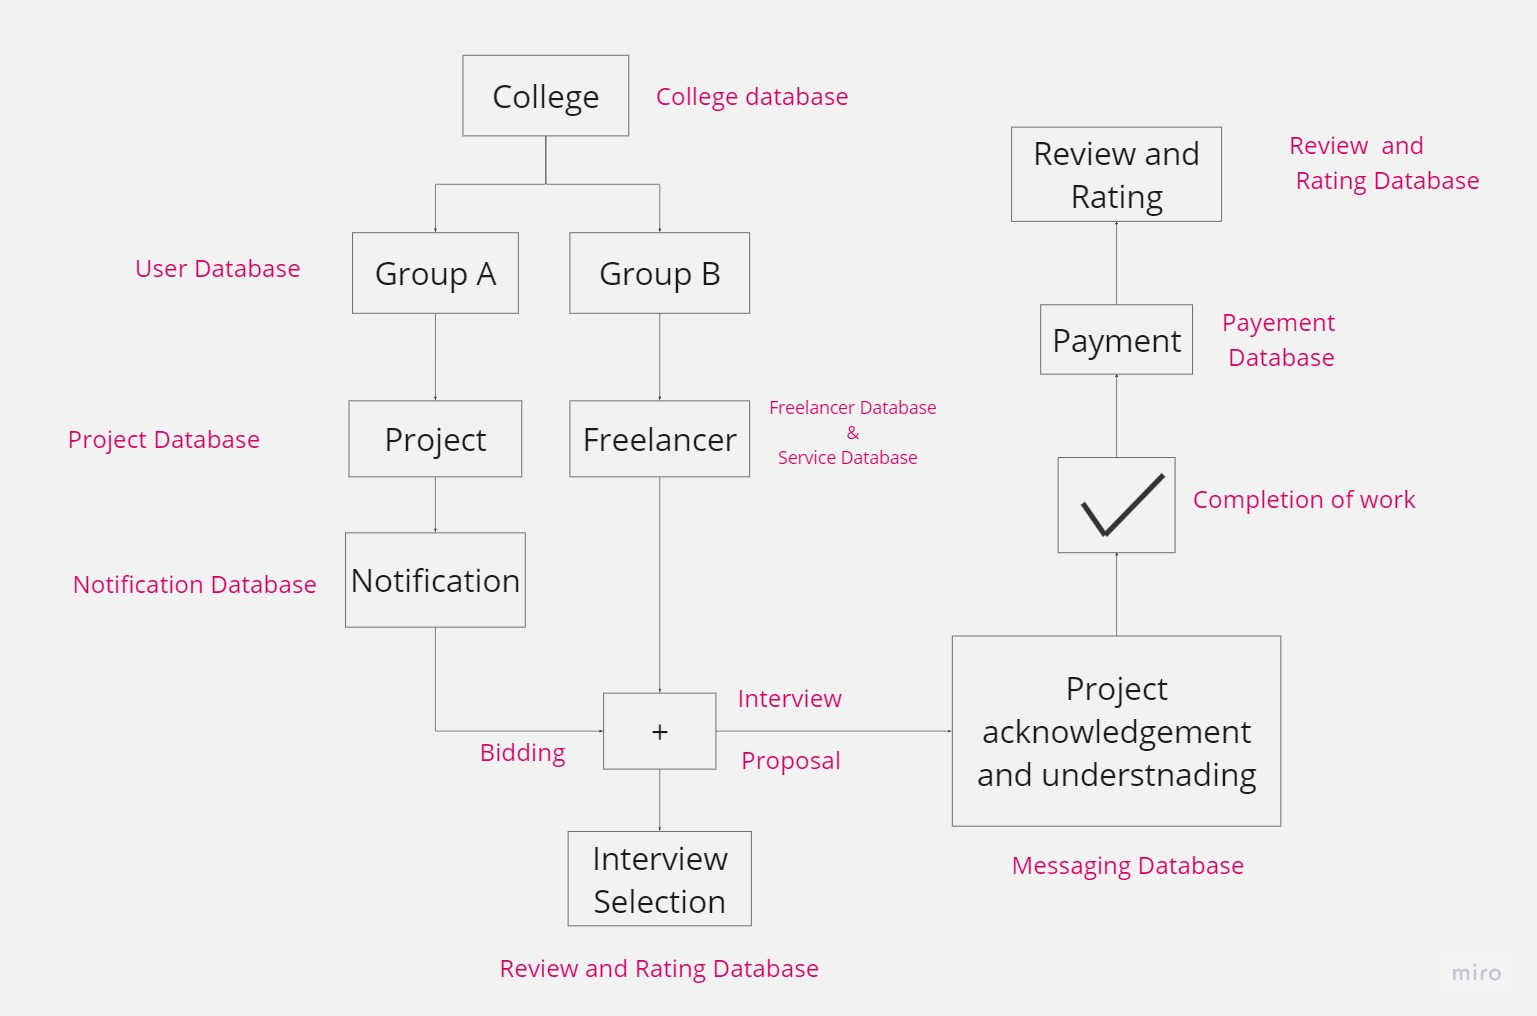 College
College database
Review and
Rating
Review  and
Rating Database
User Database
Group A
Group B
Payment
Payement
Database
Project Database
Project
Freelancer
Freelancer Database
&
Service Database
Completion of work
Notification Database
Notification
Bidding
+
Interview
Proposal
Project
acknowledgement
and understnading
Messaging Database
Interview
Selection
Review and Rating Database
miro